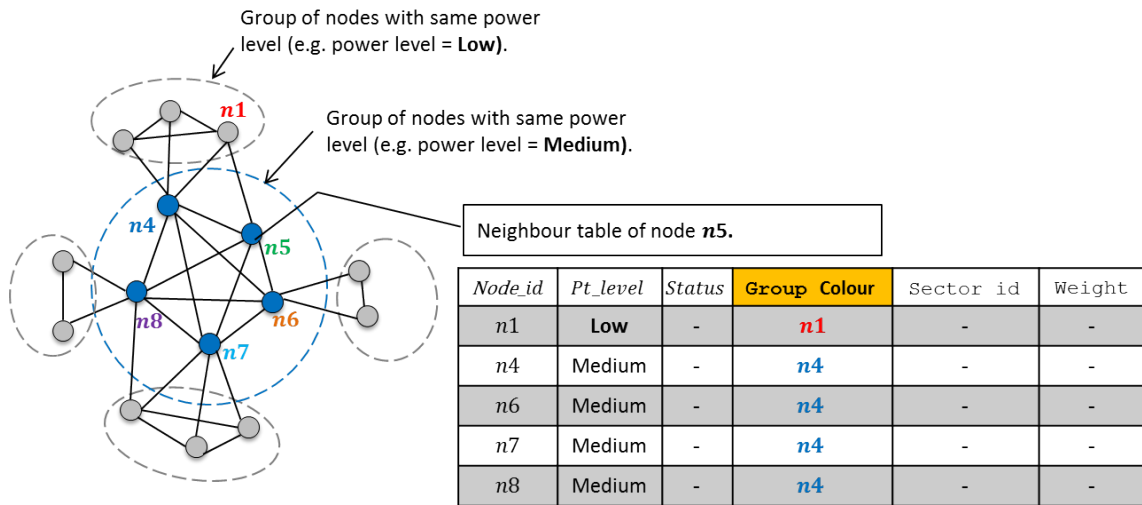 Group of nodes with same power
level (e.g. power level = Low).
n1
Group of nodes with same power
level (e.g. power level = Medium).
n4
n5
n8
n6
n7
Neighbour table of node n5.
Node_id Pt_level Status Group Colour Sector id Weight
n1 Low - n1 - -
n4 Medium - n4 - -
n6 Medium - n4 - -
n7 Medium - n4 - -
n8 Medium - n4 - -